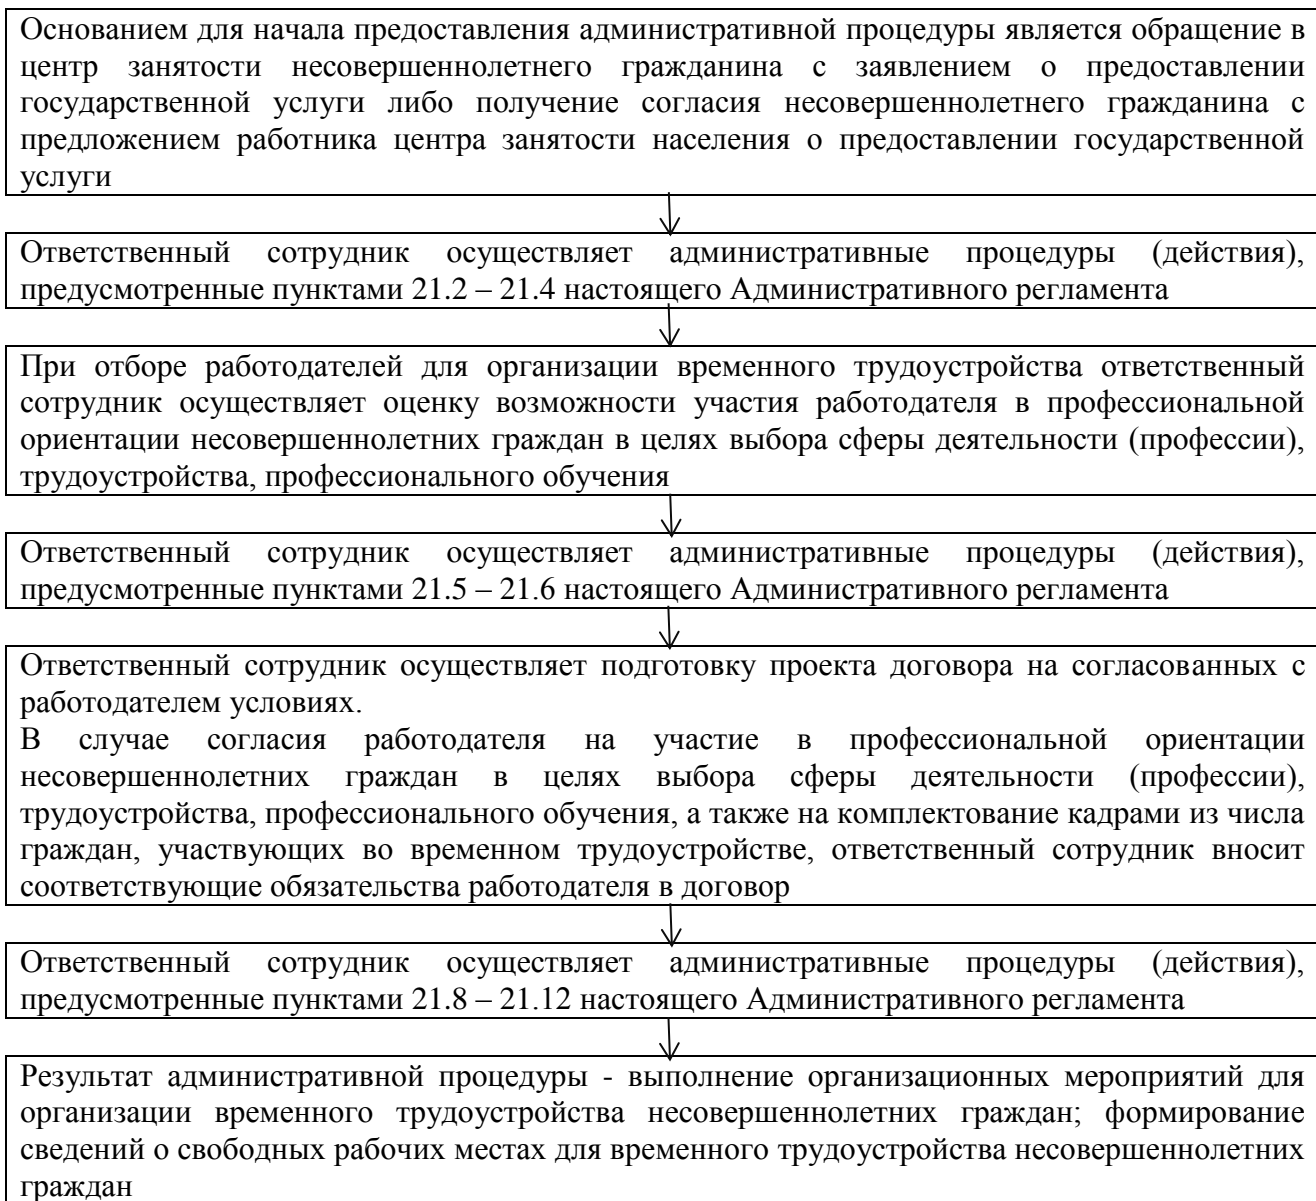 Основанием для начала предоставления административной процедуры является обращение в
центр занятости несовершеннолетнего гражданина с заявлением о предоставлении
государственной услуги либо получение согласия несовершеннолетнего гражданина с
предложением работника центра занятости населения о предоставлении государственной
услуги
Ответственный сотрудник осуществляет административные процедуры (действия),
предусмотренные пунктами 21.2 – 21.4 настоящего Административного регламента
При отборе работодателей для организации временного трудоустройства ответственный
сотрудник осуществляет оценку возможности участия работодателя в профессиональной
ориентации несовершеннолетних граждан в целях выбора сферы деятельности (профессии),
трудоустройства, профессионального обучения
Ответственный сотрудник осуществляет административные процедуры (действия),
предусмотренные пунктами 21.5 – 21.6 настоящего Административного регламента
Ответственный сотрудник осуществляет подготовку проекта договора на согласованных с
работодателем условиях.
В случае согласия работодателя на участие в профессиональной ориентации
несовершеннолетних граждан в целях выбора сферы деятельности (профессии),
трудоустройства, профессионального обучения, а также на комплектование кадрами из числа
граждан, участвующих во временном трудоустройстве, ответственный сотрудник вносит
соответствующие обязательства работодателя в договор
Ответственный сотрудник осуществляет административные процедуры (действия),
предусмотренные пунктами 21.8 – 21.12 настоящего Административного регламента
Результат административной процедуры - выполнение организационных мероприятий для
организации временного трудоустройства несовершеннолетних граждан; формирование
сведений о свободных рабочих местах для временного трудоустройства несовершеннолетних
граждан